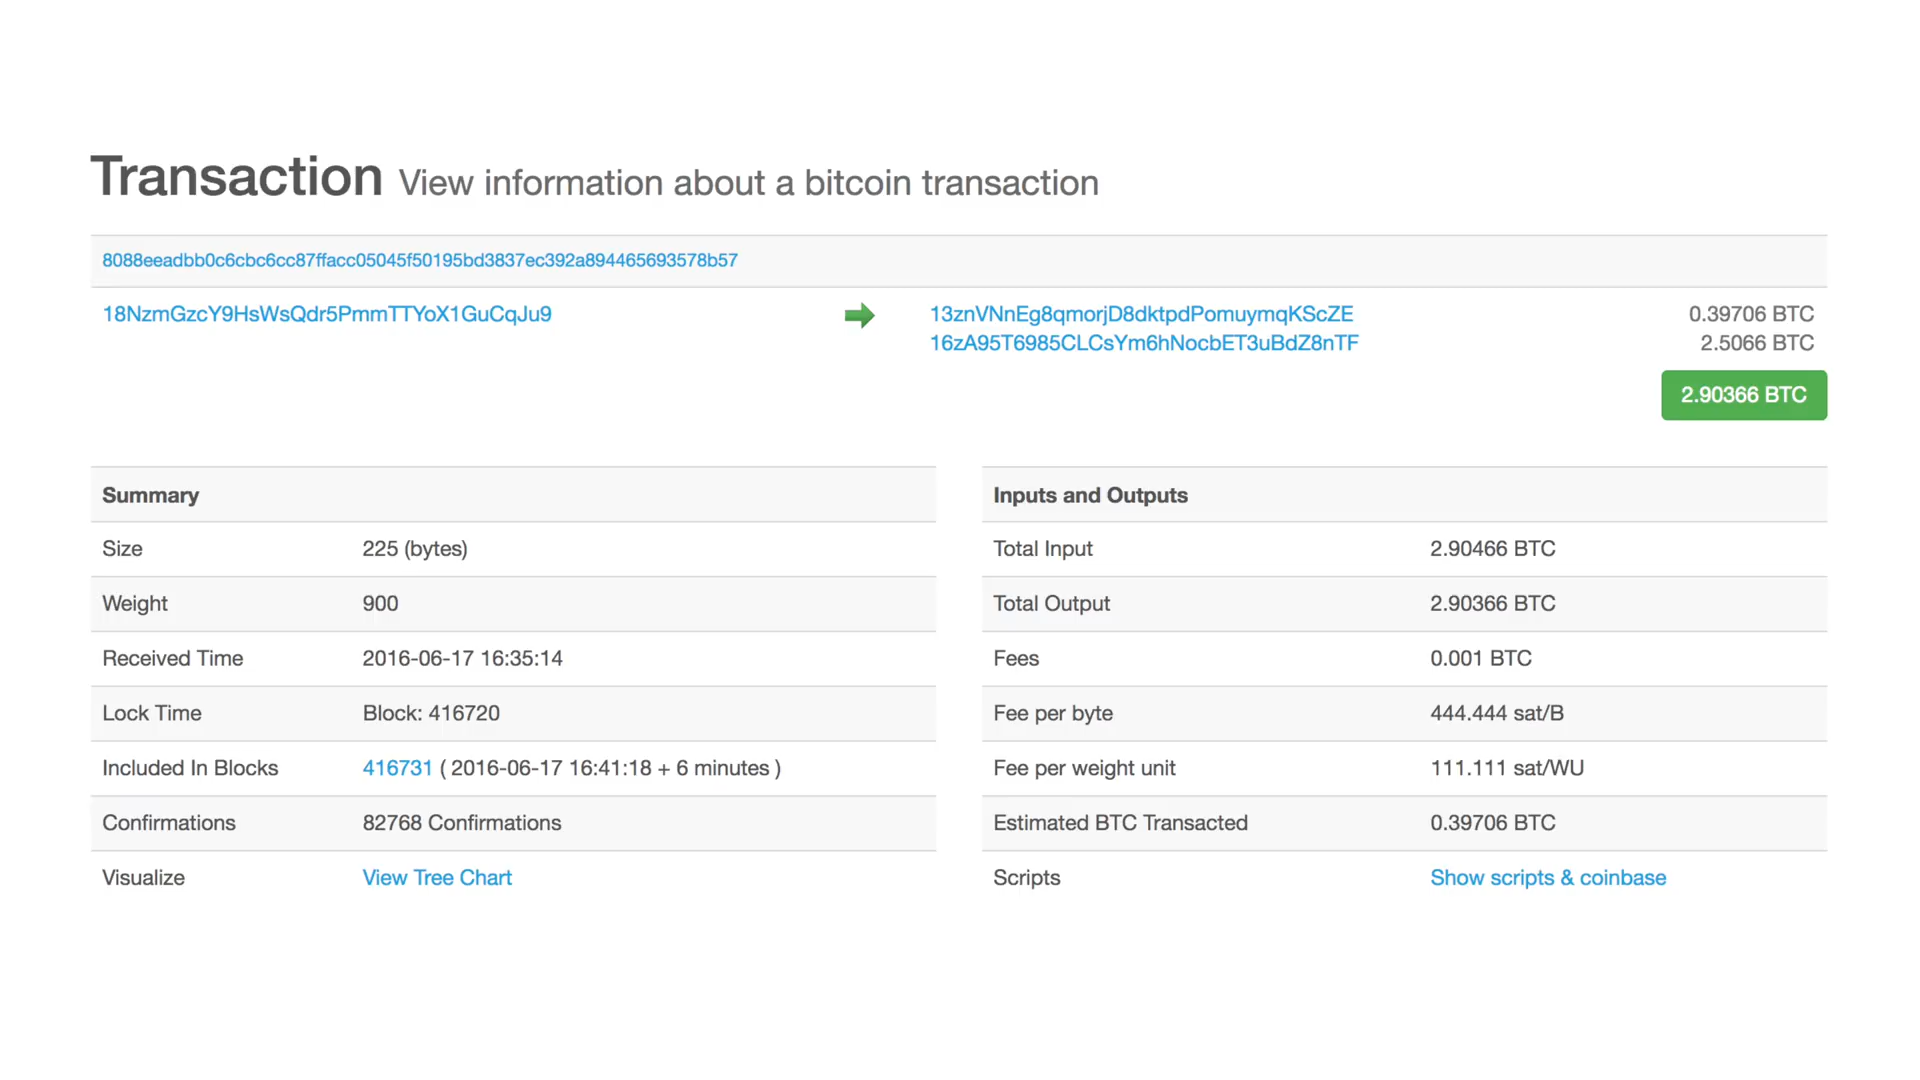 Transaction View information about a bitcoin transaction
8088eeadbb0c6cbc6cc87ffacc05045f50195bd3837ec392a894465693578b57
18NzmGzcY9HsWsQdr5PmmTTYoX1GuCqJu9
13znVNnEg8qmorjD8dktpdPomuymqKScZE 0.39706 BTC
16zA95T6985CLCsYm6hNocbET3uBdZ8nTF 2.5066 BTC
2.90366 BTC
Summary
Size 225 (bytes)
Weight 900
Received Time 2016-06-17 16:35:14
Lock Time Block: 416720
Included In Blocks 416731 ( 2016-06-17 16:41:18 + 6 minutes )
Confirmations 82768 Confirmations
Visualize View Tree Chart
Inputs and Outputs
Total Input 2.90466 BTC
Total Output 2.90366 BTC
Fees 0.001 BTC
Fee per byte 444.444 sat/B
Fee per weight unit 111.111 sat/WU
Estimated BTC Transacted 0.39706 BTC
Scripts Show scripts & coinbase